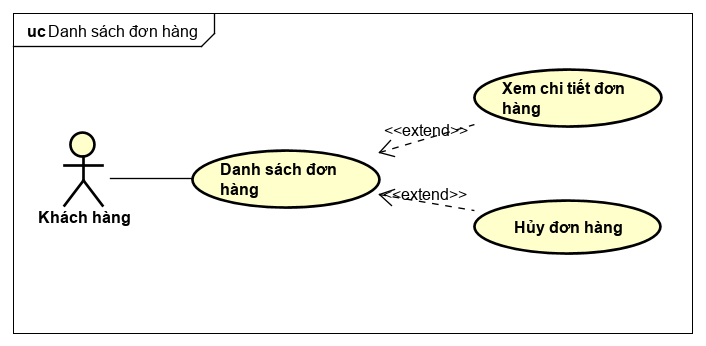 uc Danh sách đơn hàng
Xem chi tiết đơn
hàng
<<extend>>
Danh sách đơn
hàng
<<extend>>
Khách hàng
Hủy đơn hàng